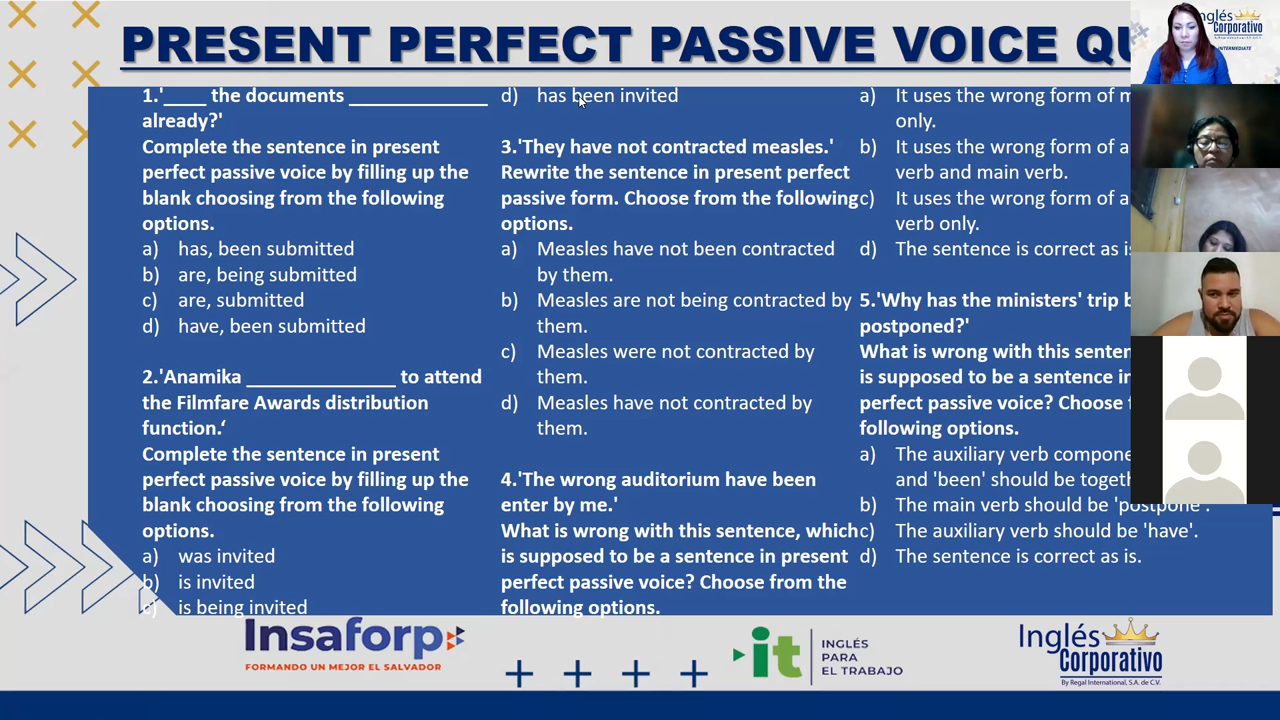 PRESENT PERFECT PASSIVE VOICE QU
1.'____ the documents _____________
already?'
Complete the sentence in present
perfect passive voice by filling up the
blank choosing from the following
options.
a) has, been submitted
b) are, being submitted
c) are, submitted
d) have, been submitted
2.'Anamika ______________ to attend
the Filmfare Awards distribution
function.‘
Complete the sentence in present
perfect passive voice by filling up the
blank choosing from the following
options.
a) was invited
b) is invited
c) is being invited
d) has been invited
3.'They have not contracted measles.'
Rewrite the sentence in present perfect
passive form. Choose from the following
options.
a) Measles have not been contracted
by them.
b) Measles are not being contracted by
them.
c) Measles were not contracted by
them.
d) Measles have not contracted by
them.
4.'The wrong auditorium have been
enter by me.'
What is wrong with this sentence, which
is supposed to be a sentence in present
perfect passive voice? Choose from the
following options.
a) It uses the wrong form of m
only.
b) It uses the wrong form of a
verb and main verb.
c) It uses the wrong form of a
verb only.
d) The sentence is correct as is
5.'Why has the ministers' trip b
postponed?'
What is wrong with this senten
is supposed to be a sentence in
perfect passive voice? Choose f
following options.
a) The auxiliary verb compone
and 'been' should be togeth
b) The main verb should be 'postpone'.
c) The auxiliary verb should be 'have'.
d) The sentence is correct as is.
Inglés
Corporativo
INTERMEDIATE
Insaforp
FORMANDO UN MEJOR EL SALVADOR
it
INGLÉS
PARA
EL TRABAJO
Inglés
Corporativo
By Regal International, S.A. de C.V.